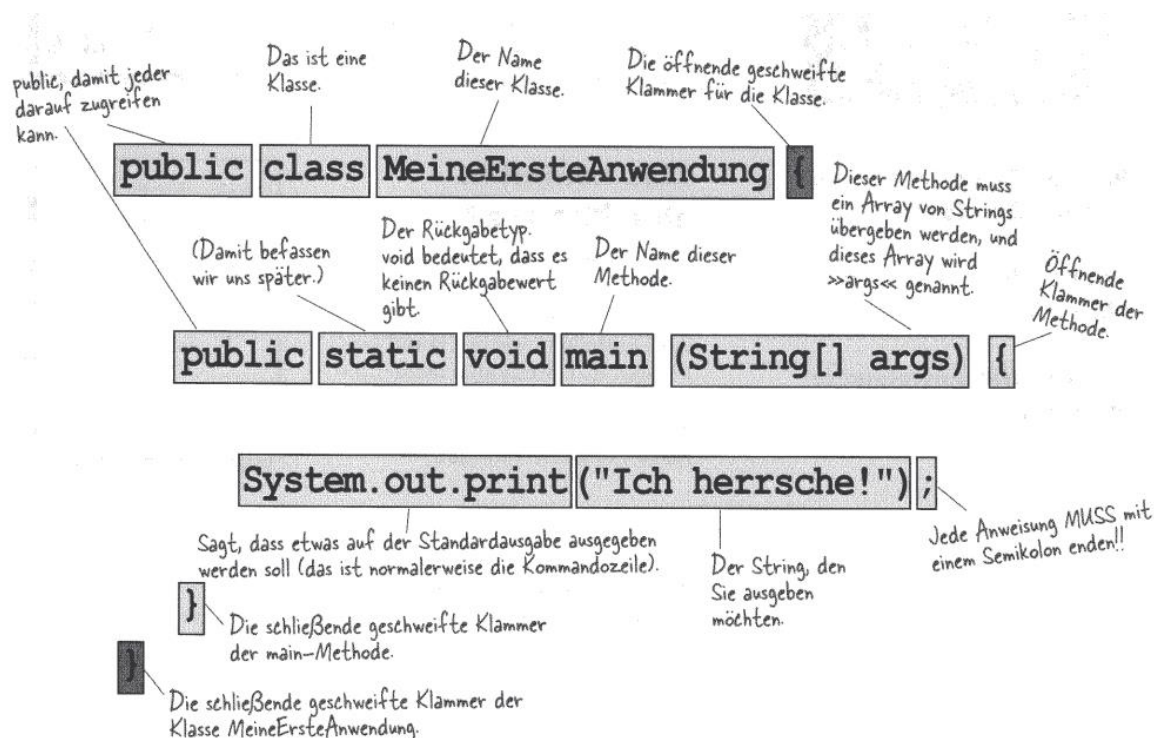 public, damit jeder
darauf zugreifen
kann.
Das ist eine
Klasse.
Der Name
dieser Klasse.
Die öffnende geschweifte
Klammer für die Klasse.
public class MeineErsteAnwendung {
(Damit befassen
wir uns später.)
Der Rückgabetyp.
void bedeutet, dass es
keinen Rückgabewert
gibt.
Der Name dieser
Methode.
Dieser Methode muss
ein Array von Strings
übergeben werden, und
dieses Array wird
>>args<< genannt.
Öffnende
Klammer der
Methode.
public static void main (String[] args) {
System.out.print("Ich herrsche!");
Sagt, dass etwas auf der Standardausgabe ausgegeben
werden soll (das ist normalerweise die Kommandozeile).
Der String, den
Sie ausgeben
möchten.
Jede Anweisung MUSS mit
einem Semikolon enden!!
}
Die schließende geschweifte Klammer
der main-Methode.
}
Die schließende geschweifte Klammer der
Klasse MeineErsteAnwendung.